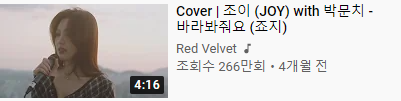 Cover | 조이 (JOY) with 박문치 -
바라봐줘요 (죠지)
Red Velvet ♪
조회수 266만회 • 4개월 전
4:16